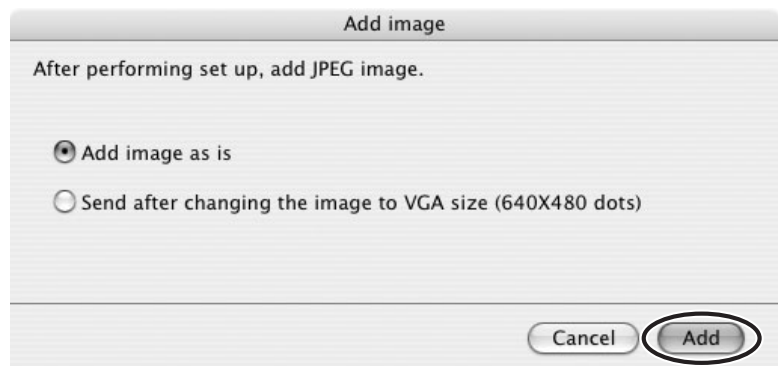 Add image
After performing set up, add JPEG image.
Add image as is
Send after changing the image to VGA size (640X480 dots)
Cancel Add